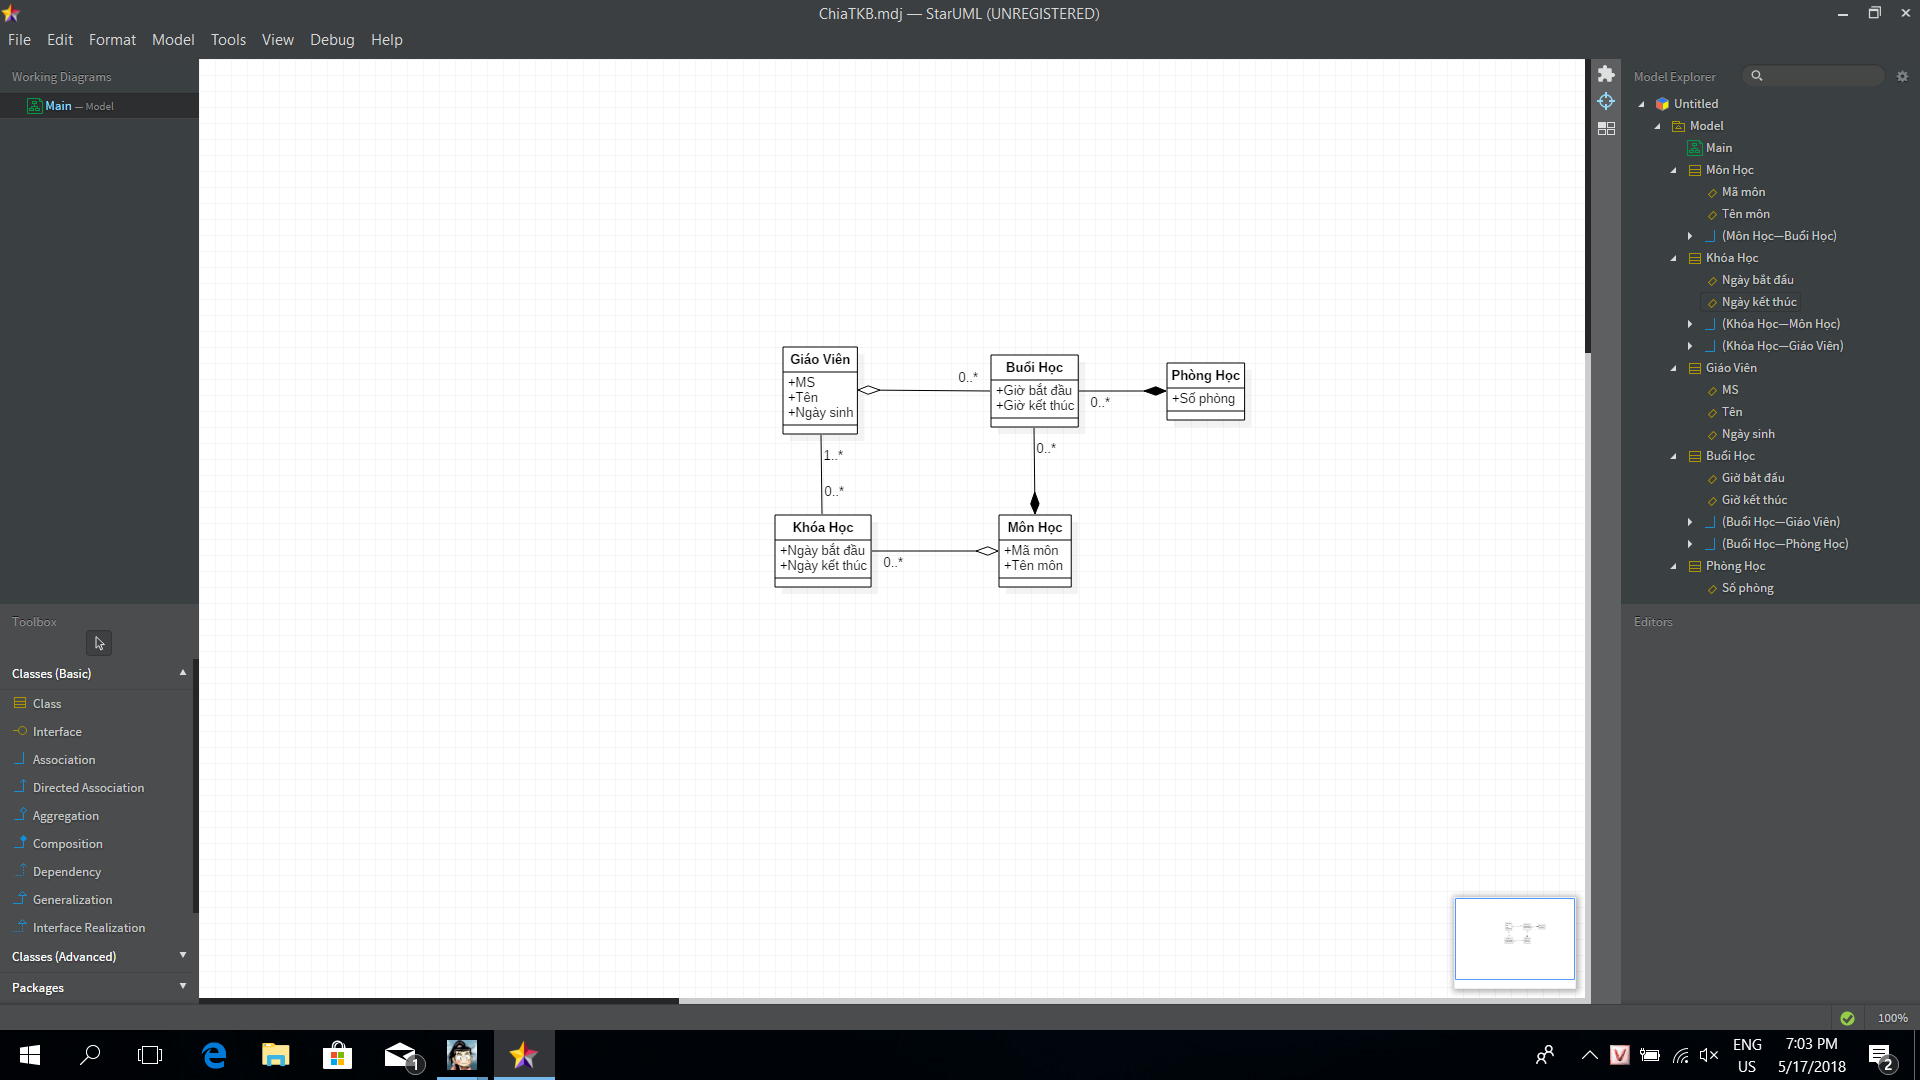 ChiaTKB.mdj — StarUML (UNREGISTERED)
File Edit Format Model Tools View Debug Help
Working Diagrams
Main — Model
Toolbox
Classes (Basic)
Class
Interface
Association
Directed Association
Aggregation
Composition
Dependency
Generalization
Interface Realization
Classes (Advanced)
Packages
Giáo Viên
+MS
+Tên
+Ngày sinh
0..*
Buổi Học
+Giờ bắt đầu
+Giờ kết thúc
0..*
Phòng Học
+Số phòng
1..*
0..*
0..*
Khóa Học
+Ngày bắt đầu
+Ngày kết thúc
0..*
Môn Học
+Mã môn
+Tên môn
Model Explorer
Untitled
Model
Main
Môn Học
Mã môn
Tên môn
(Môn Học—Buổi Học)
Khóa Học
Ngày bắt đầu
Ngày kết thúc
(Khóa Học—Môn Học)
(Khóa Học—Giáo Viên)
Giáo Viên
MS
Tên
Ngày sinh
Buổi Học
Giờ bắt đầu
Giờ kết thúc
(Buổi Học—Giáo Viên)
(Buổi Học—Phòng Học)
Phòng Học
Số phòng
Editors
100%
1
V
ENG
US
7:03 PM
5/17/2018
2